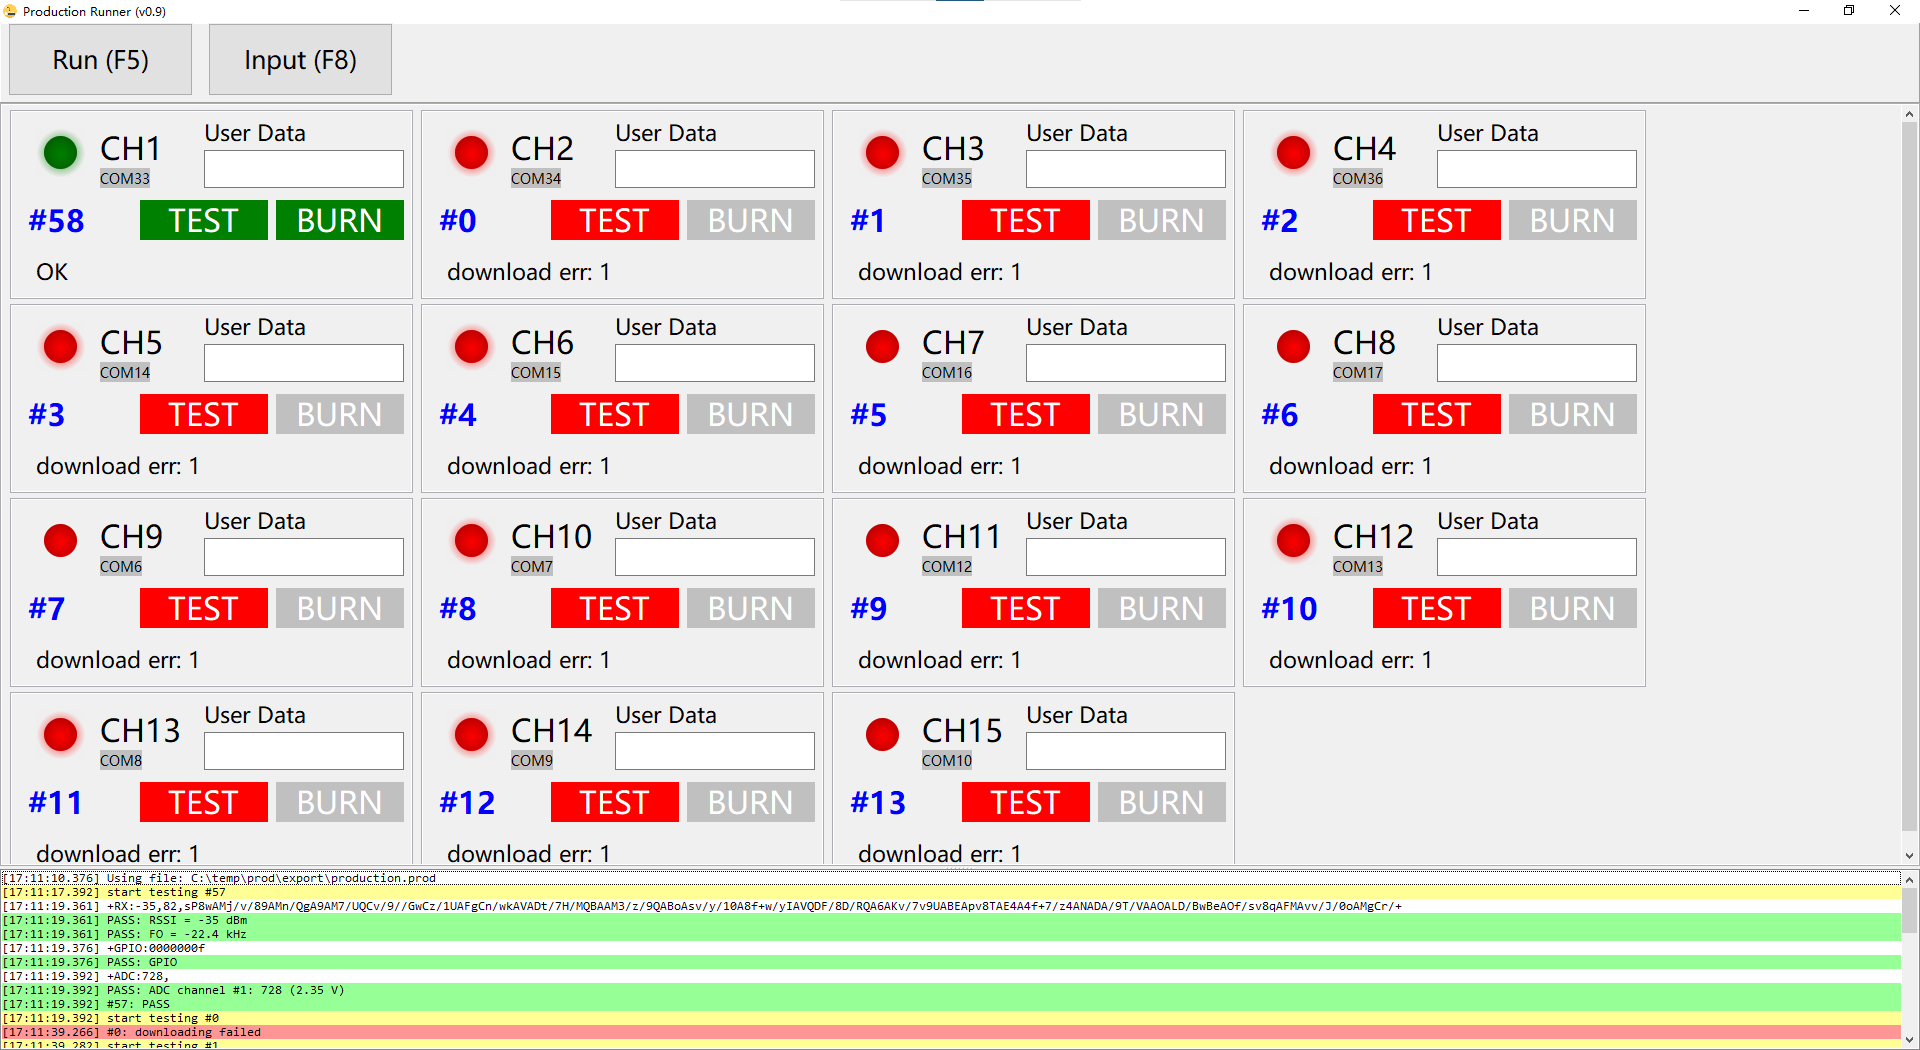 Production Runner (v0.9)
Run (F5)
Input (F8)
CH1
COM33
User Data
#58
TEST
BURN
OK
CH2
COM34
User Data
#0
TEST
BURN
download err: 1
CH3
COM35
User Data
#1
TEST
BURN
download err: 1
CH4
COM36
User Data
#2
TEST
BURN
download err: 1
CH5
COM14
User Data
#3
TEST
BURN
download err: 1
CH6
COM15
User Data
#4
TEST
BURN
download err: 1
CH7
COM16
User Data
#5
TEST
BURN
download err: 1
CH8
COM17
User Data
#6
TEST
BURN
download err: 1
CH9
COM6
User Data
#7
TEST
BURN
download err: 1
CH10
COM7
User Data
#8
TEST
BURN
download err: 1
CH11
COM12
User Data
#9
TEST
BURN
download err: 1
CH12
COM13
User Data
#10
TEST
BURN
download err: 1
CH13
COM8
User Data
#11
TEST
BURN
download err: 1
CH14
COM9
User Data
#12
TEST
BURN
download err: 1
CH15
COM10
User Data
#13
TEST
BURN
download err: 1
[17:11:10.376] Using file: C:\temp\prod\export\production.prod
[17:11:17.392] start testing #57
[17:11:19.361] +RX:-35,82,sP8wAMj/v/89AMn/QgA9AM7/UQCv/9//GwCz/1UAFgCn/wkAVADt/7H/MQBAAM3/z/9QABoAsv/y/10A8f+w/yIAVQDF/8D/RQA6AKv/7v9UABEApv8TAE4A4f+7/z4ANADA/9T/VAAOALD/BwBeAOf/sv8qAFMAvv/J/0oAMgCr/+
[17:11:19.361] PASS: RSSI = -35 dBm
[17:11:19.361] PASS: FO = -22.4 kHz
[17:11:19.376] +GPIO:0000000f
[17:11:19.376] PASS: GPIO
[17:11:19.392] +ADC:728,
[17:11:19.392] PASS: ADC channel #1: 728 (2.35 V)
[17:11:19.392] #57: PASS
[17:11:19.392] start testing #0
[17:11:39.266] #0: downloading failed
[17:11:39.282] start testing #1